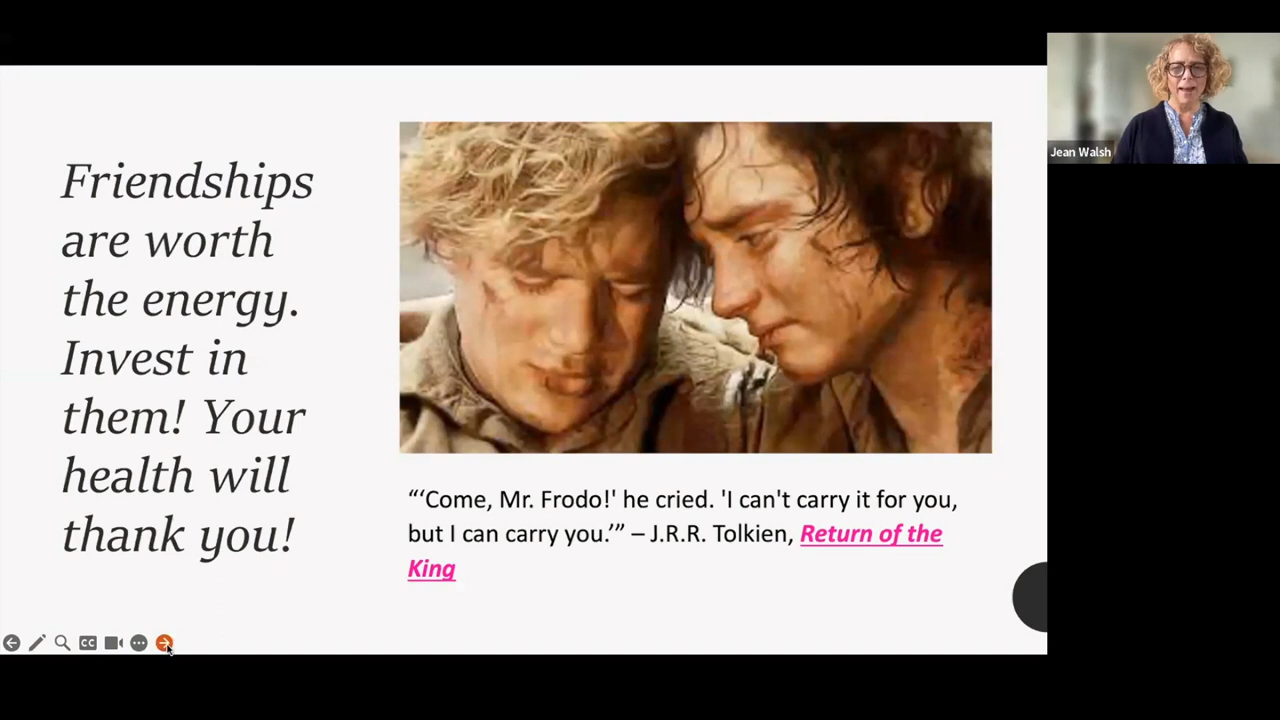 Friendships
are worth
the energy.
Invest in
them! Your
health will
thank you!
“‘Come, Mr. Frodo!' he cried. 'I can't carry it for you,
but I can carry you.’” – J.R.R. Tolkien, Return of the
King
Jean Walsh
CC